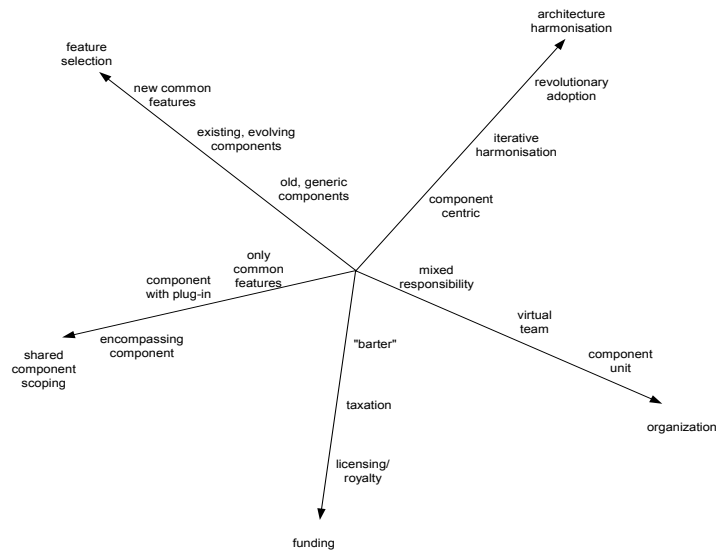 architecture
harmonisation
feature
selection
new common
features
revolutionary
adoption
existing, evolving
components
iterative
harmonisation
old, generic
components
component
centric
only
common
features
mixed
responsibility
component
with plug-in
virtual
team
encompassing
component
"barter"
shared
component
scoping
component
unit
taxation
organization
licensing/
royalty
funding